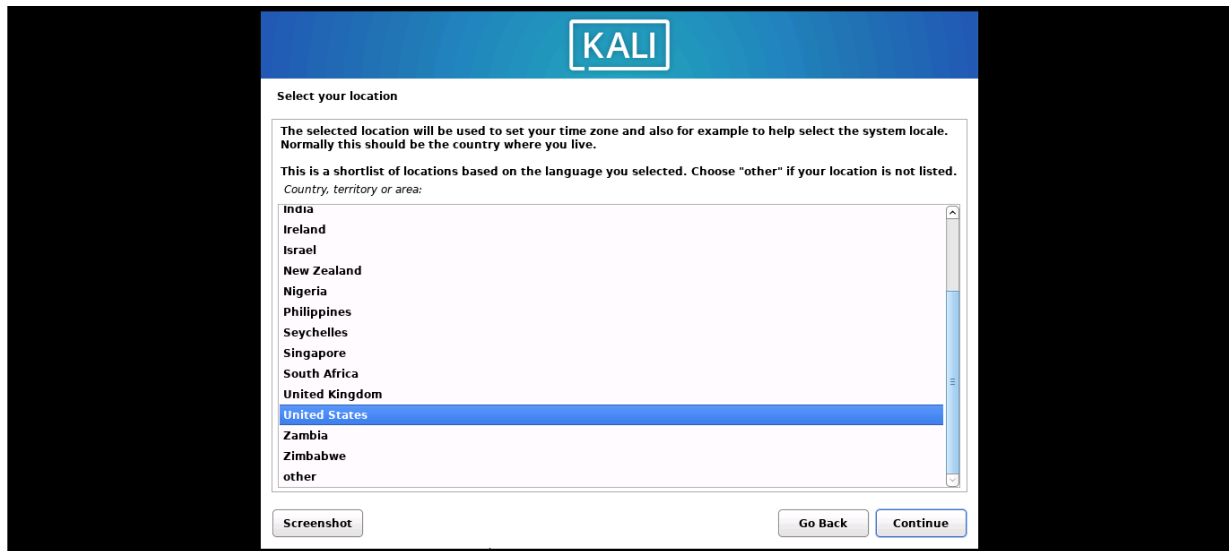 KALI
Select your location
The selected location will be used to set your time zone and also for example to help select the system locale.
Normally this should be the country where you live.
This is a shortlist of locations based on the language you selected. Choose "other" if your location is not listed.
Country, territory or area:
India
Ireland
Israel
New Zealand
Nigeria
Philippines
Seychelles
Singapore
South Africa
United Kingdom
United States
Zambia
Zimbabwe
other
Screenshot
Go Back
Continue